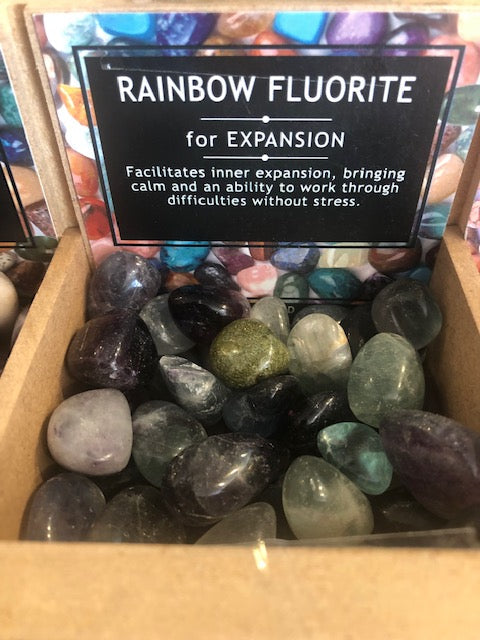 RAINBOW FLUORITE
for EXPANSION
Facilitates inner expansion, bringing
calm and an ability to work through
difficulties without stress.